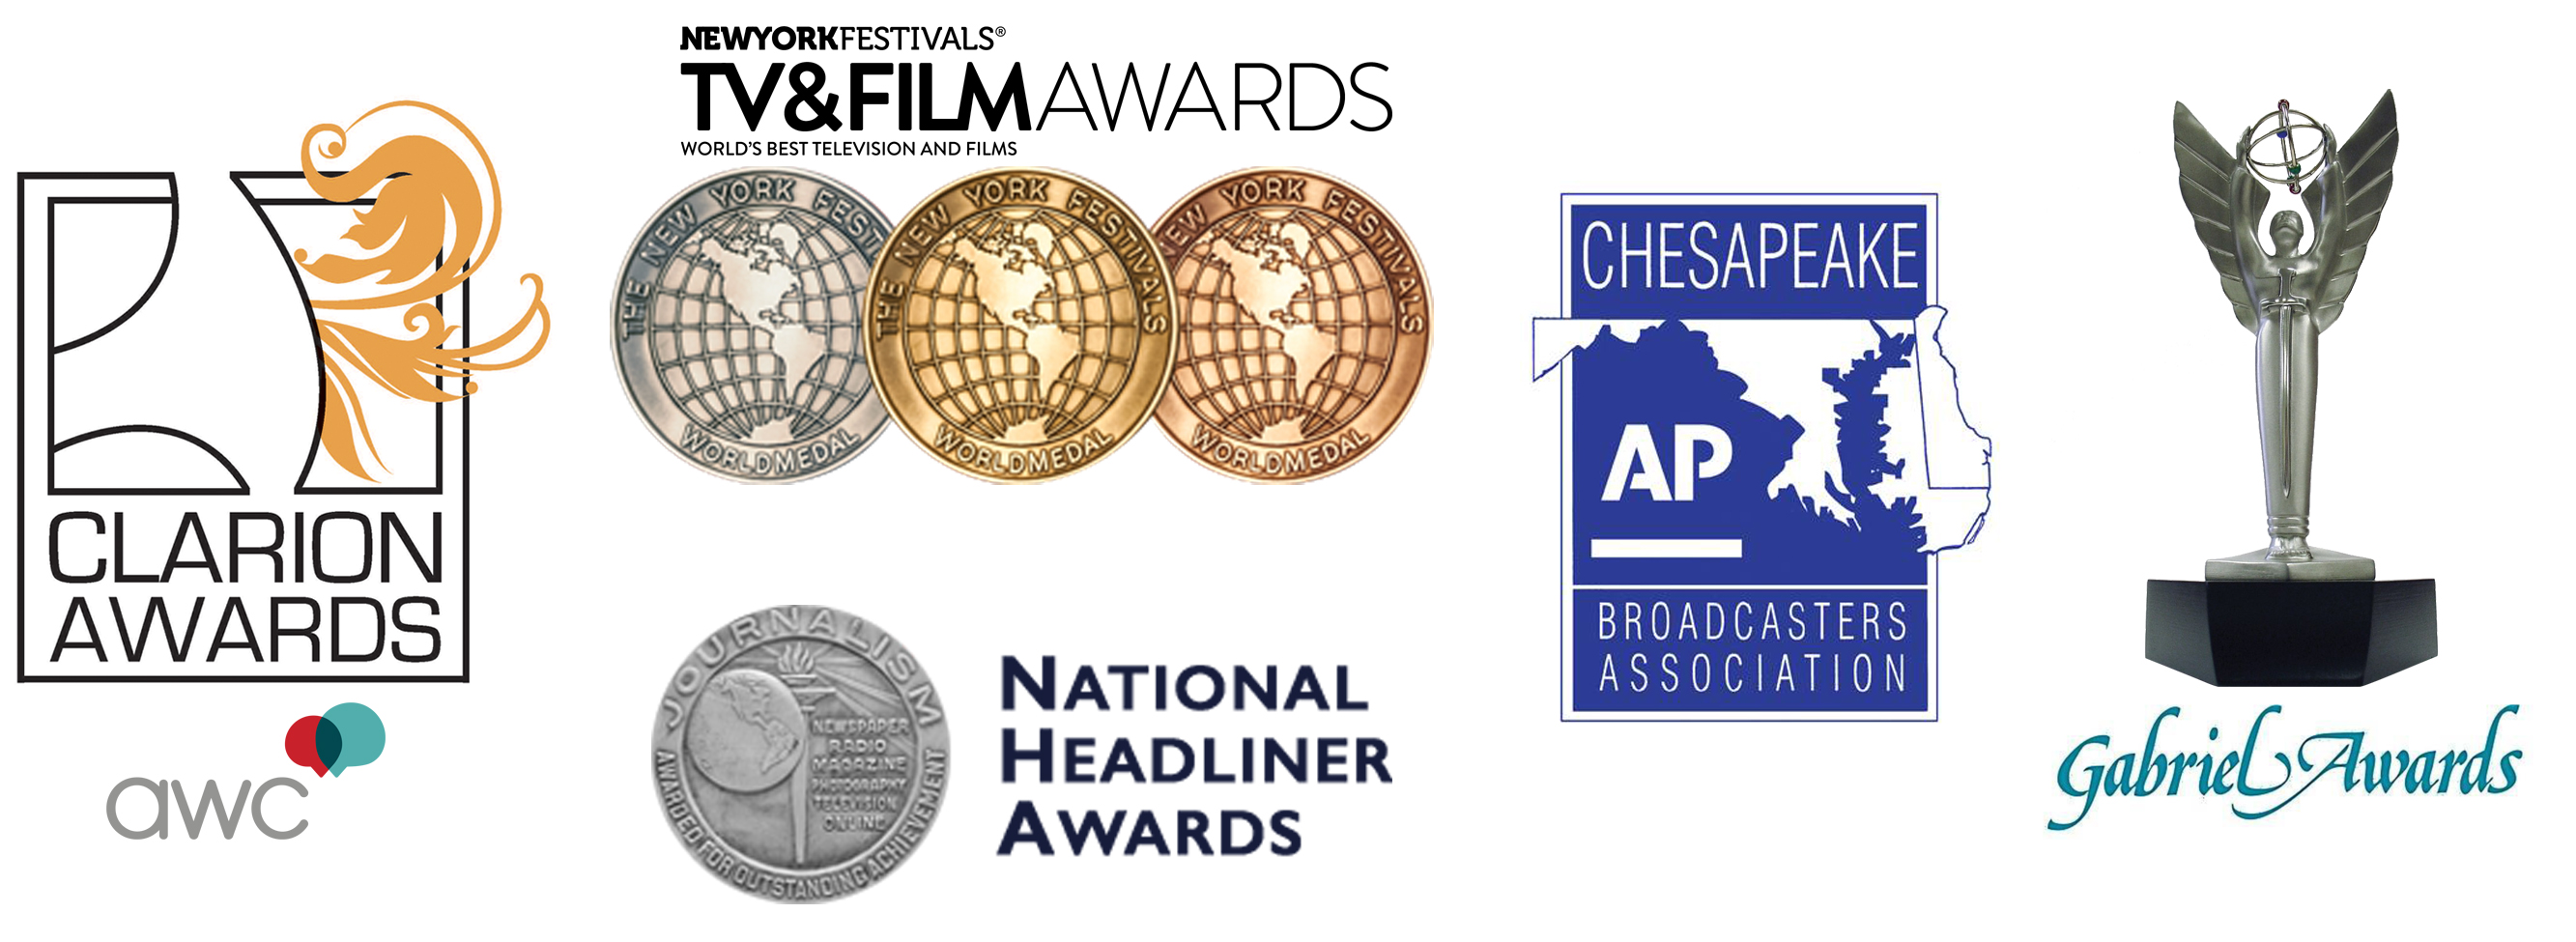 CLARION
AWARDS
awc
NEWYORKFESTIVALS®
TV&FILMAWARDS
WORLD'S BEST TELEVISION AND FILMS
THE NEW YORK FEST
WORLDMEDAL
THE NEW YORK FESTIVALS
WORLDMEDAL
NEW YORK FESTIVALS
WORLDMEDAL
JOURNALISM
NEWSPAPER
RADIO
MAGAZINE
PHOTOGRAPHY
TELEVISION
ONLINE
AWARDED FOR OUTSTANDING ACHIEVEMENT
NATIONAL
HEADLINER
AWARDS
CHESAPEAKE
AP
BROADCASTERS
ASSOCIATION
Gabriel Awards